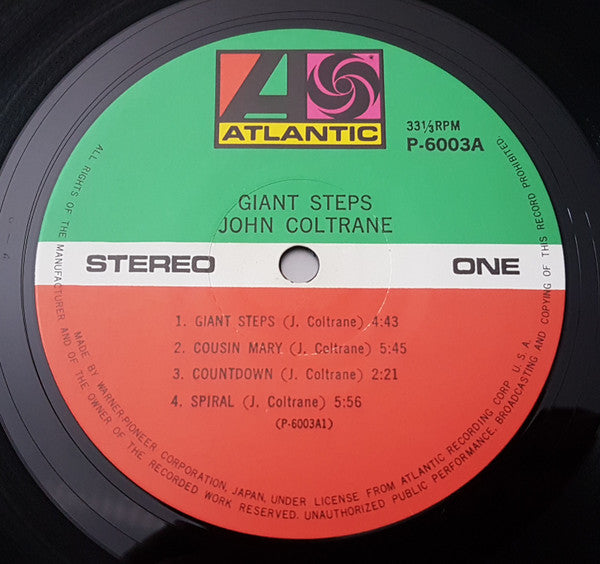 ATLANTIC
33⅓RPM
P-6003A
GIANT STEPS
JOHN COLTRANE
STEREO
ONE
1. GIANT STEPS (J. Coltrane) 4:43
2. COUSIN MARY (J. Coltrane) 5:45
3. COUNTDOWN (J. Coltrane) 2:21
4. SPIRAL (J. Coltrane) 5:56
(P-6003A1)
ALL RIGHTS OF THE MANUFACTURER AND OF THE OWNER OF THE RECORDED WORK RESERVED. UNAUTHORIZED PUBLIC PERFORMANCE, BROADCASTING AND COPYING OF THIS RECORD PROHIBITED.
MADE BY WARNER-PIONEER CORPORATION, JAPAN, UNDER LICENSE FROM ATLANTIC RECORDING CORP. U.S.A.